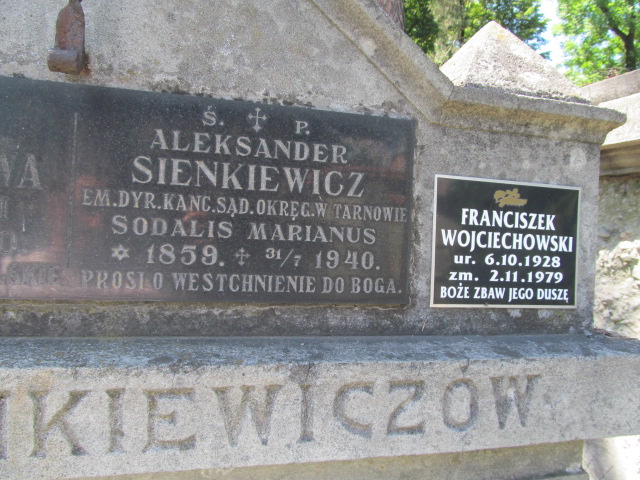 Ś. ✢ P.
ALEKSANDER
SIENKIEWICZ
EM.DYR.KANC.SĄD.OKRĘG.W TARNOWIE
SODALIS MARIANUS
✡ 1859. ✢ 31/7 1940.
PROSI O WESTCHNIENIE DO BOGA.
FRANCISZEK
WOJCIECHOWSKI
ur. 6.10.1928
zm. 2.11.1979
BOŻE ZBAW JEGO DUSZĘ
NKIEWICZÓW